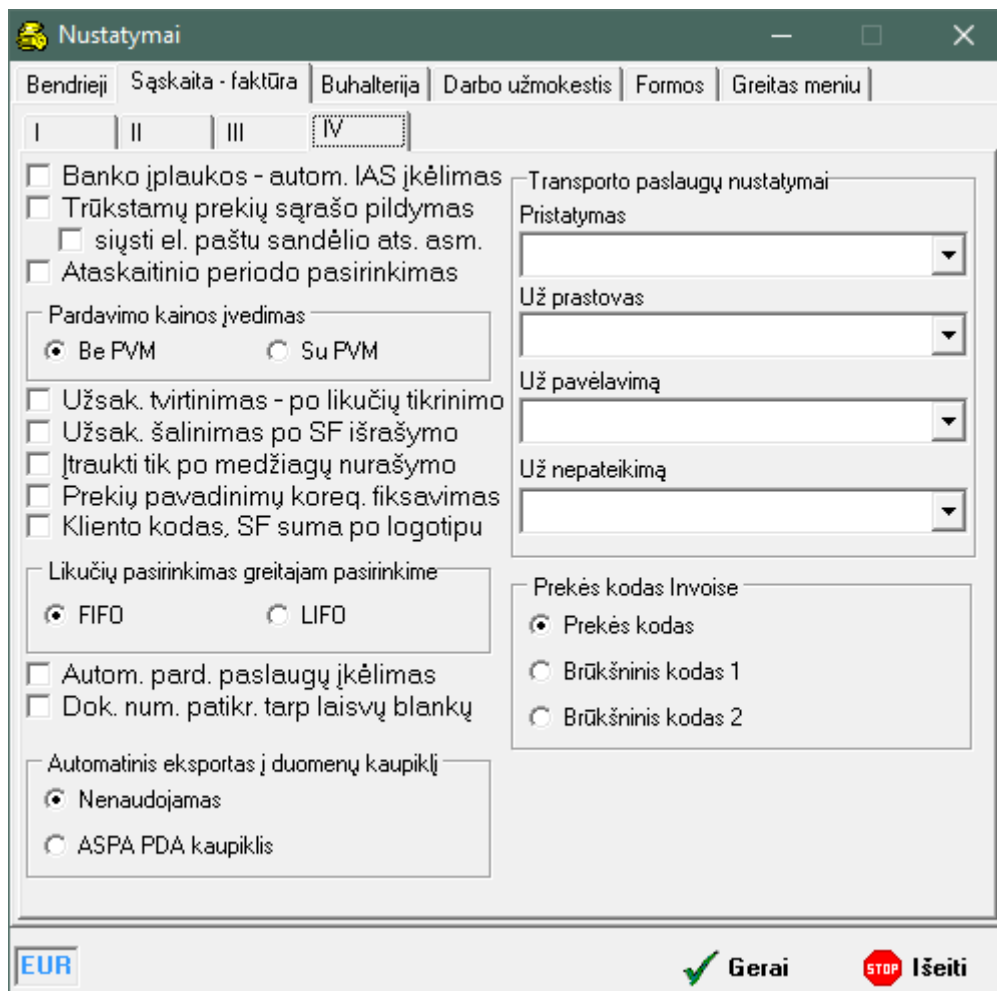 Nustatymai
Bendrieji Sąskaita - faktūra Buhalterija Darbo užmokestis Formos Greitas meniu
I II III IV
Banko įplaukos - autom. IAS įkėlimas
Trūkstamų prekių sąrašo pildymas
siųsti el. paštu sandėlio ats. asm.
Ataskaitinio periodo pasirinkimas
Pardavimo kainos įvedimas
Be PVM Su PVM
Užsak. tvirtinimas - po likučių tikrinimo
Užsak. šalinimas po SF išrašymo
Įtraukti tik po medžiagų nurašymo
Prekių pavadinimų koreg. fiksavimas
Kliento kodas, SF suma po logotipu
Likučių pasirinkimas greitajam pasirinkime
FIFO LIFO
Autom. pard. paslaugų įkėlimas
Dok. num. patikr. tarp laisvų blankų
Automatinis eksportas į duomenų kaupiklį
Nenaudojamas
ASPA PDA kaupiklis
Transporto paslaugų nustatymai
Pristatymas
Už prastovas
Už pavėlavimą
Už nepateikimą
Prekės kodas Invoise
Prekės kodas
Brūkšninis kodas 1
Brūkšninis kodas 2
EUR
Gerai
STOP Išeiti